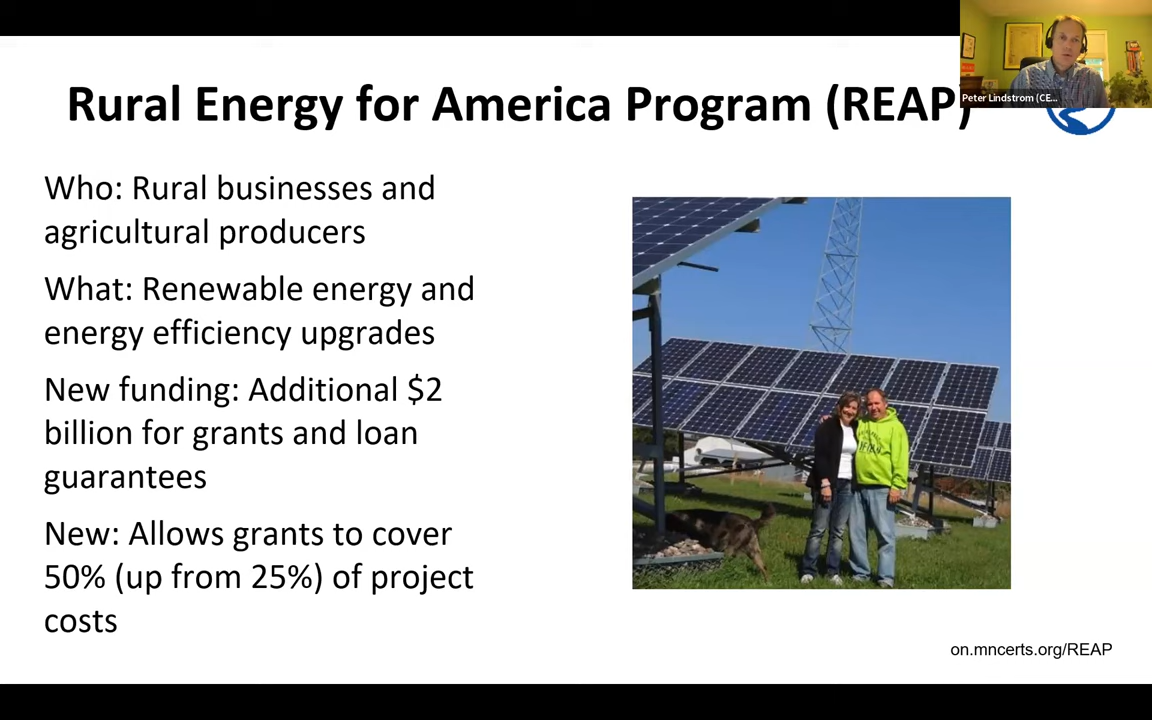 Rural Energy for America Program (REAP)
Peter Lindstrom (CE...
Who: Rural businesses and
agricultural producers
What: Renewable energy and
energy efficiency upgrades
New funding: Additional $2
billion for grants and loan
guarantees
New: Allows grants to cover
50% (up from 25%) of project
costs
on.mncerts.org/REAP